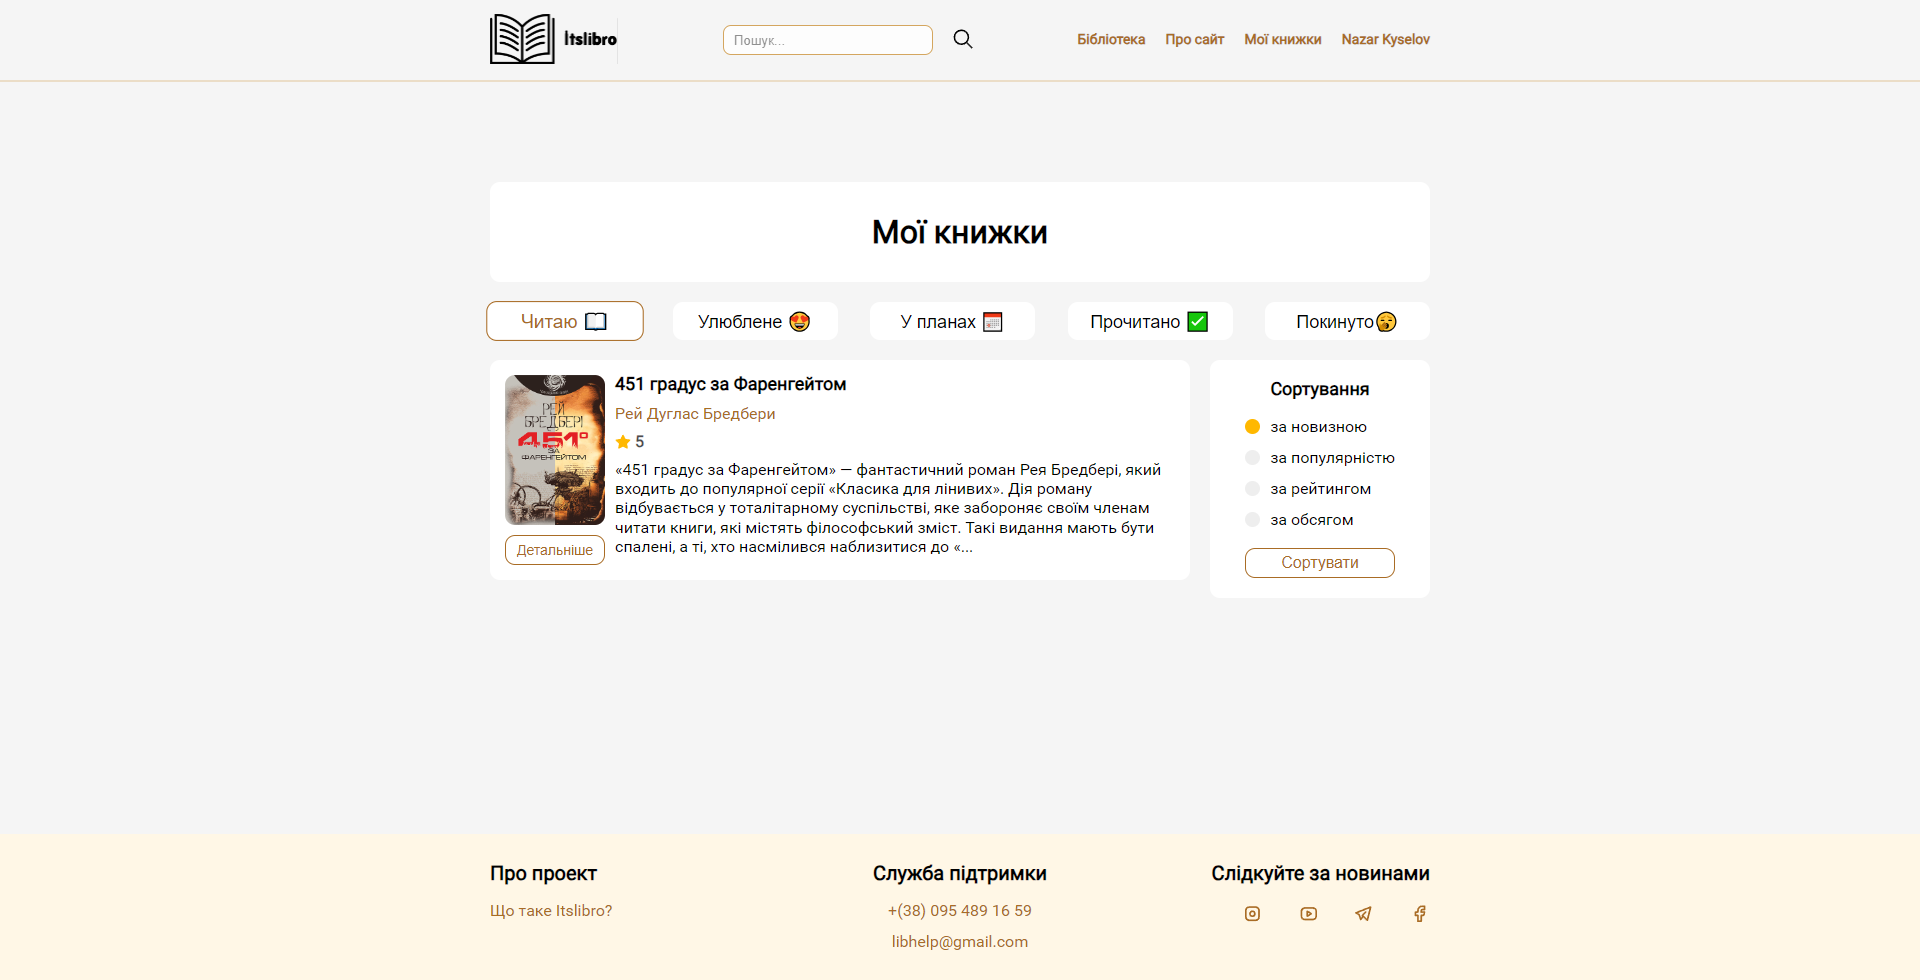 Itslibro
Пошук...
Бібліотека
Про сайт
Мої книжки
Nazar Kyselov
Мої книжки
Читаю
Улюблене
У планах
Прочитано
Покинуто
РЕЙ
БРЕДБЕРІ
451°
ЗА
ФАРЕНГЕЙТОМ
Детальніше
451 градус за Фаренгейтом
Рей Дуглас Бредбери
5
«451 градус за Фаренгейтом» — фантастичний роман Рея Бредбері, який
входить до популярної серії «Класика для лінивих». Дія роману
відбувається у тоталітарному суспільстві, яке забороняє своїм членам
читати книги, які містять філософський зміст. Такі видання мають бути
спалені, а ті, хто насмілився наблизитися до «...
Сортування
за новизною
за популярністю
за рейтингом
за обсягом
Сортувати
Про проект
Що таке Itslibro?
Служба підтримки
+(38) 095 489 16 59
libhelp@gmail.com
Слідкуйте за новинами